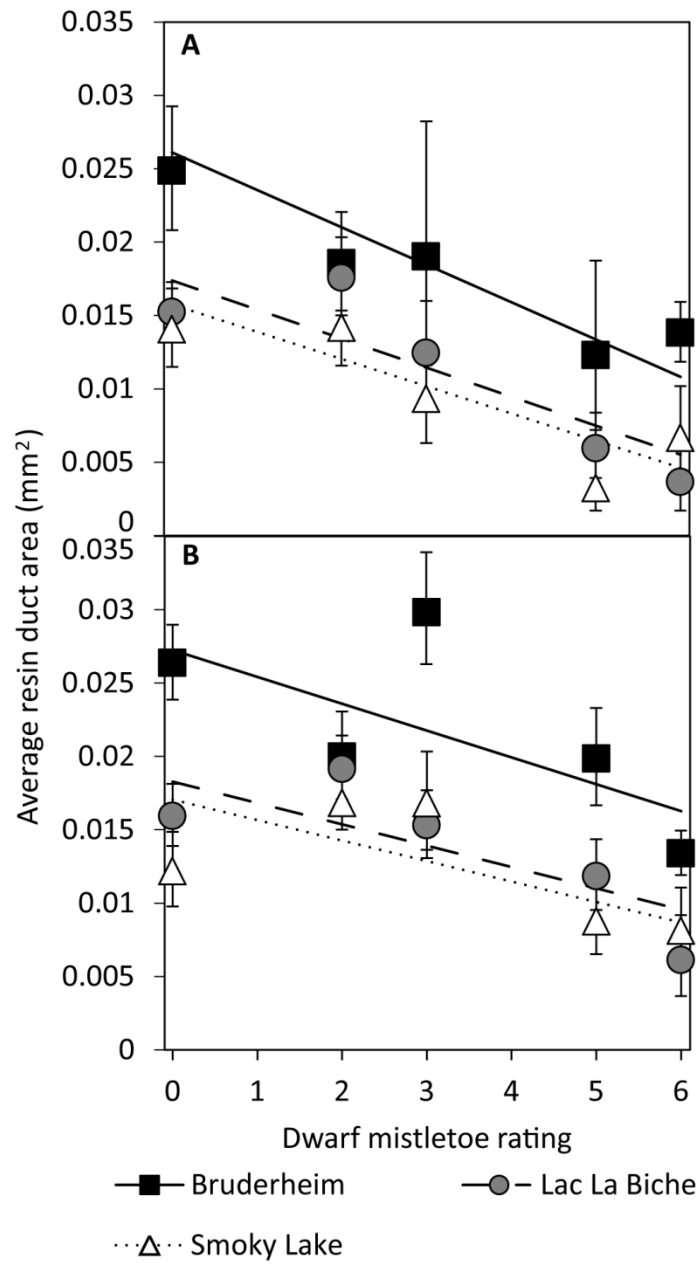 0.035
A
0.03
0.025
0.02
0.015
0.01
0.005
0
0.035
B
0.03
0.025
0.02
0.015
0.01
0.005
0
Average resin duct area (mm²)
0 1 2 3 4 5 6
Dwarf mistletoe rating
Bruderheim Lac La Biche
Smoky Lake